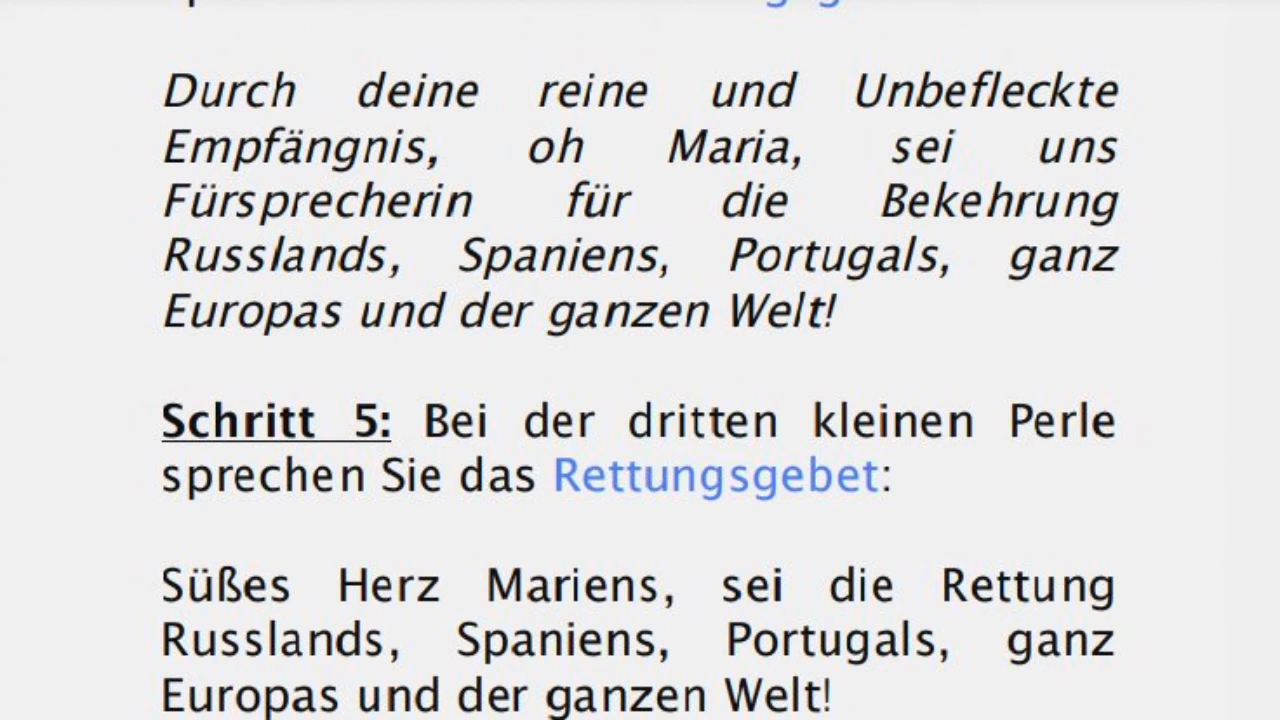 Durch deine reine und Unbefleckte
Empfängnis, oh Maria, sei uns
Fürsprecherin für die Bekehrung
Russlands, Spaniens, Portugals, ganz
Europas und der ganzen Welt!
Schritt 5: Bei der dritten kleinen Perle
sprechen Sie das Rettungsgebet:
Süßes Herz Mariens, sei die Rettung
Russlands, Spaniens, Portugals, ganz
Europas und der ganzen Welt!